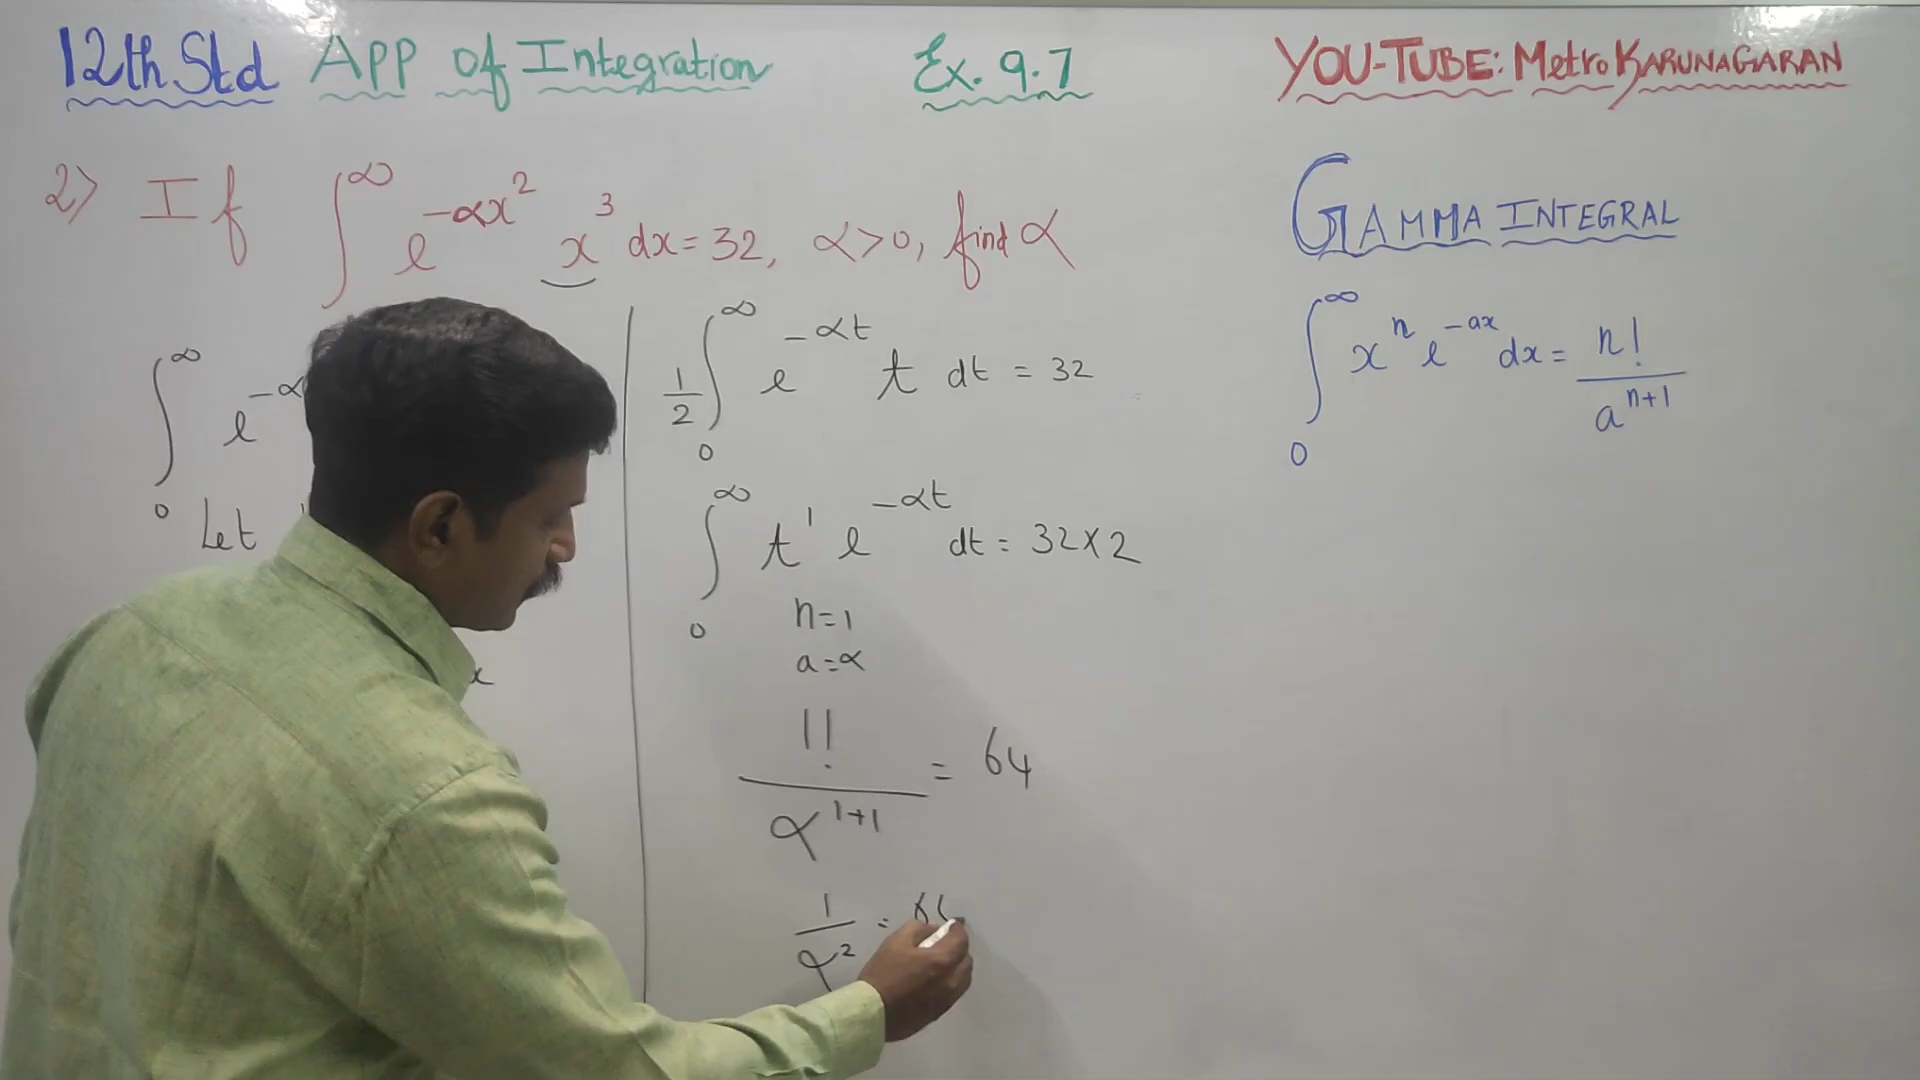 12th Std App of Integration Ex. 9.7 YOU-TUBE: Metro KARUNAGARAN
2) If ∫₀^∞ e^{-αx²} x³ dx = 32, α>0, find α
∫₀^∞ e^{-α
Let
x
1/2 ∫₀^∞ e^{-αt} t dt = 32
∫₀^∞ t¹ e^{-αt} dt = 32×2
n=1
a=α
1!/α^{1+1} = 64
1/α² = 6
GAMMA INTEGRAL
∫₀^∞ xⁿ e^{-ax} dx = n!/a^{n+1}